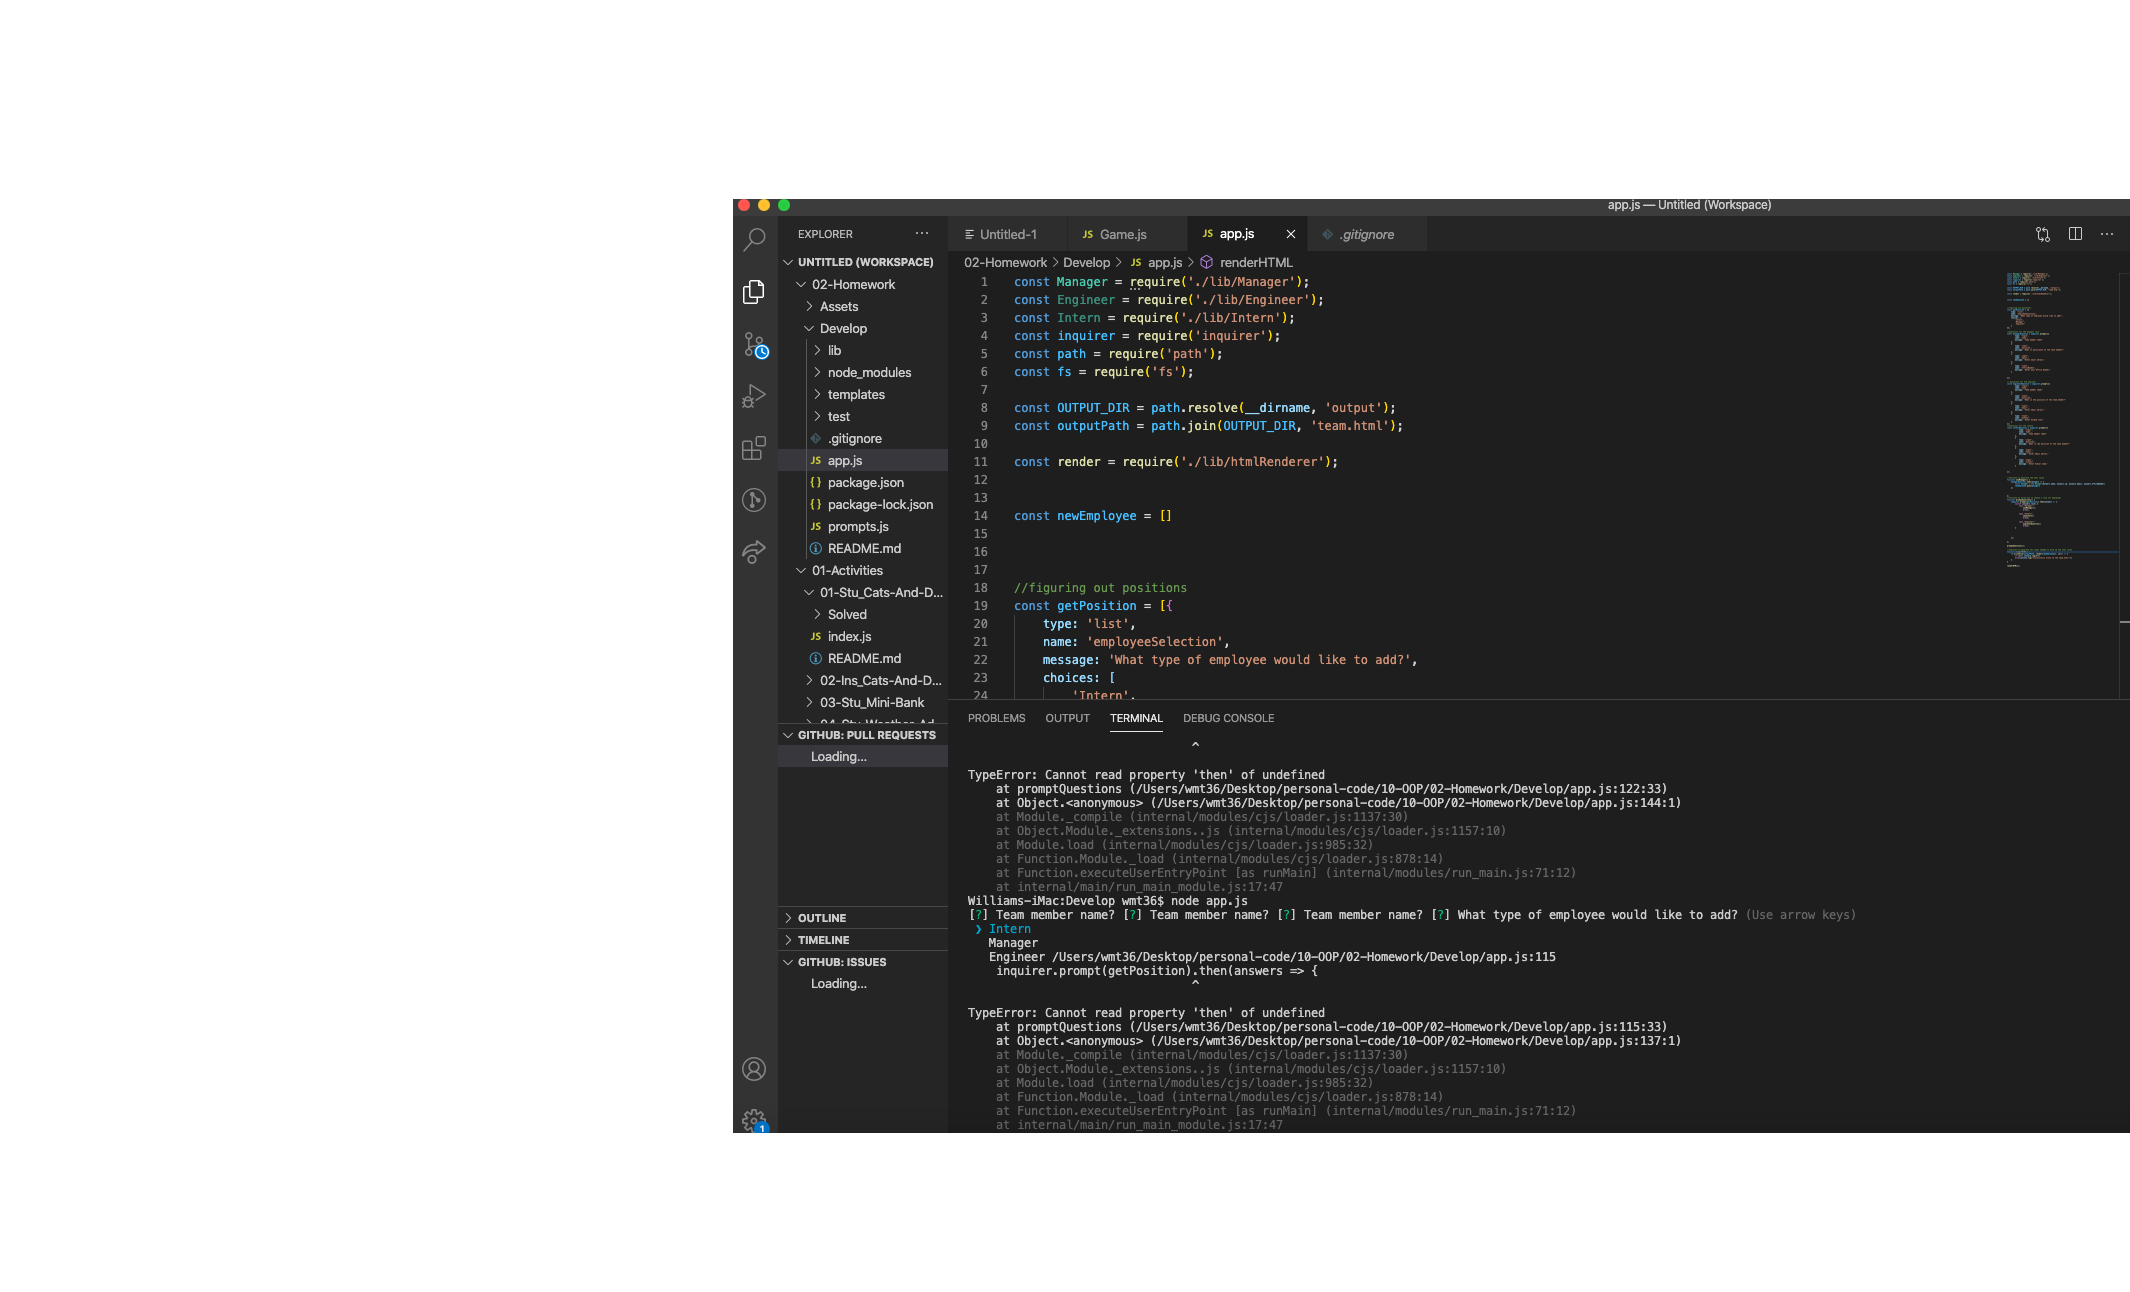 app.js — Untitled (Workspace)
EXPLORER
UNTITLED (WORKSPACE)
02-Homework
Assets
Develop
lib
node_modules
templates
test
.gitignore
JS app.js
{} package.json
{} package-lock.json
JS prompts.js
README.md
01-Activities
01-Stu_Cats-And-D...
Solved
JS index.js
README.md
02-Ins_Cats-And-D...
03-Stu_Mini-Bank
04-Stu_Weather-Ad
GITHUB: PULL REQUESTS
Loading...
OUTLINE
TIMELINE
GITHUB: ISSUES
Loading...
1
Untitled-1
JS Game.js
JS app.js
.gitignore
02-Homework > Develop > JS app.js > renderHTML
1 const Manager = require('./lib/Manager');
2 const Engineer = require('./lib/Engineer');
3 const Intern = require('./lib/Intern');
4 const inquirer = require('inquirer');
5 const path = require('path');
6 const fs = require('fs');
7
8 const OUTPUT_DIR = path.resolve(__dirname, 'output');
9 const outputPath = path.join(OUTPUT_DIR, 'team.html');
10
11 const render = require('./lib/htmlRenderer');
12
13
14 const newEmployee = []
15
16
17
18 //figuring out positions
19 const getPosition = [{
20 type: 'list',
21 name: 'employeeSelection',
22 message: 'What type of employee would like to add?',
23 choices: [
24 'Intern',
PROBLEMS OUTPUT TERMINAL DEBUG CONSOLE
^
TypeError: Cannot read property 'then' of undefined
at promptQuestions (/Users/wmt36/Desktop/personal-code/10-OOP/02-Homework/Develop/app.js:122:33)
at Object.<anonymous> (/Users/wmt36/Desktop/personal-code/10-OOP/02-Homework/Develop/app.js:144:1)
at Module._compile (internal/modules/cjs/loader.js:1137:30)
at Object.Module._extensions..js (internal/modules/cjs/loader.js:1157:10)
at Module.load (internal/modules/cjs/loader.js:985:32)
at Function.Module._load (internal/modules/cjs/loader.js:878:14)
at Function.executeUserEntryPoint [as runMain] (internal/modules/run_main.js:71:12)
at internal/main/run_main_module.js:17:47
Williams-iMac:Develop wmt36$ node app.js
[?] Team member name? [?] Team member name? [?] Team member name? [?] What type of employee would like to add? (Use arrow keys)
❯ Intern
Manager
Engineer /Users/wmt36/Desktop/personal-code/10-OOP/02-Homework/Develop/app.js:115
inquirer.prompt(getPosition).then(answers => {
^
TypeError: Cannot read property 'then' of undefined
at promptQuestions (/Users/wmt36/Desktop/personal-code/10-OOP/02-Homework/Develop/app.js:115:33)
at Object.<anonymous> (/Users/wmt36/Desktop/personal-code/10-OOP/02-Homework/Develop/app.js:137:1)
at Module._compile (internal/modules/cjs/loader.js:1137:30)
at Object.Module._extensions..js (internal/modules/cjs/loader.js:1157:10)
at Module.load (internal/modules/cjs/loader.js:985:32)
at Function.Module._load (internal/modules/cjs/loader.js:878:14)
at Function.executeUserEntryPoint [as runMain] (internal/modules/run_main.js:71:12)
at internal/main/run_main_module.js:17:47